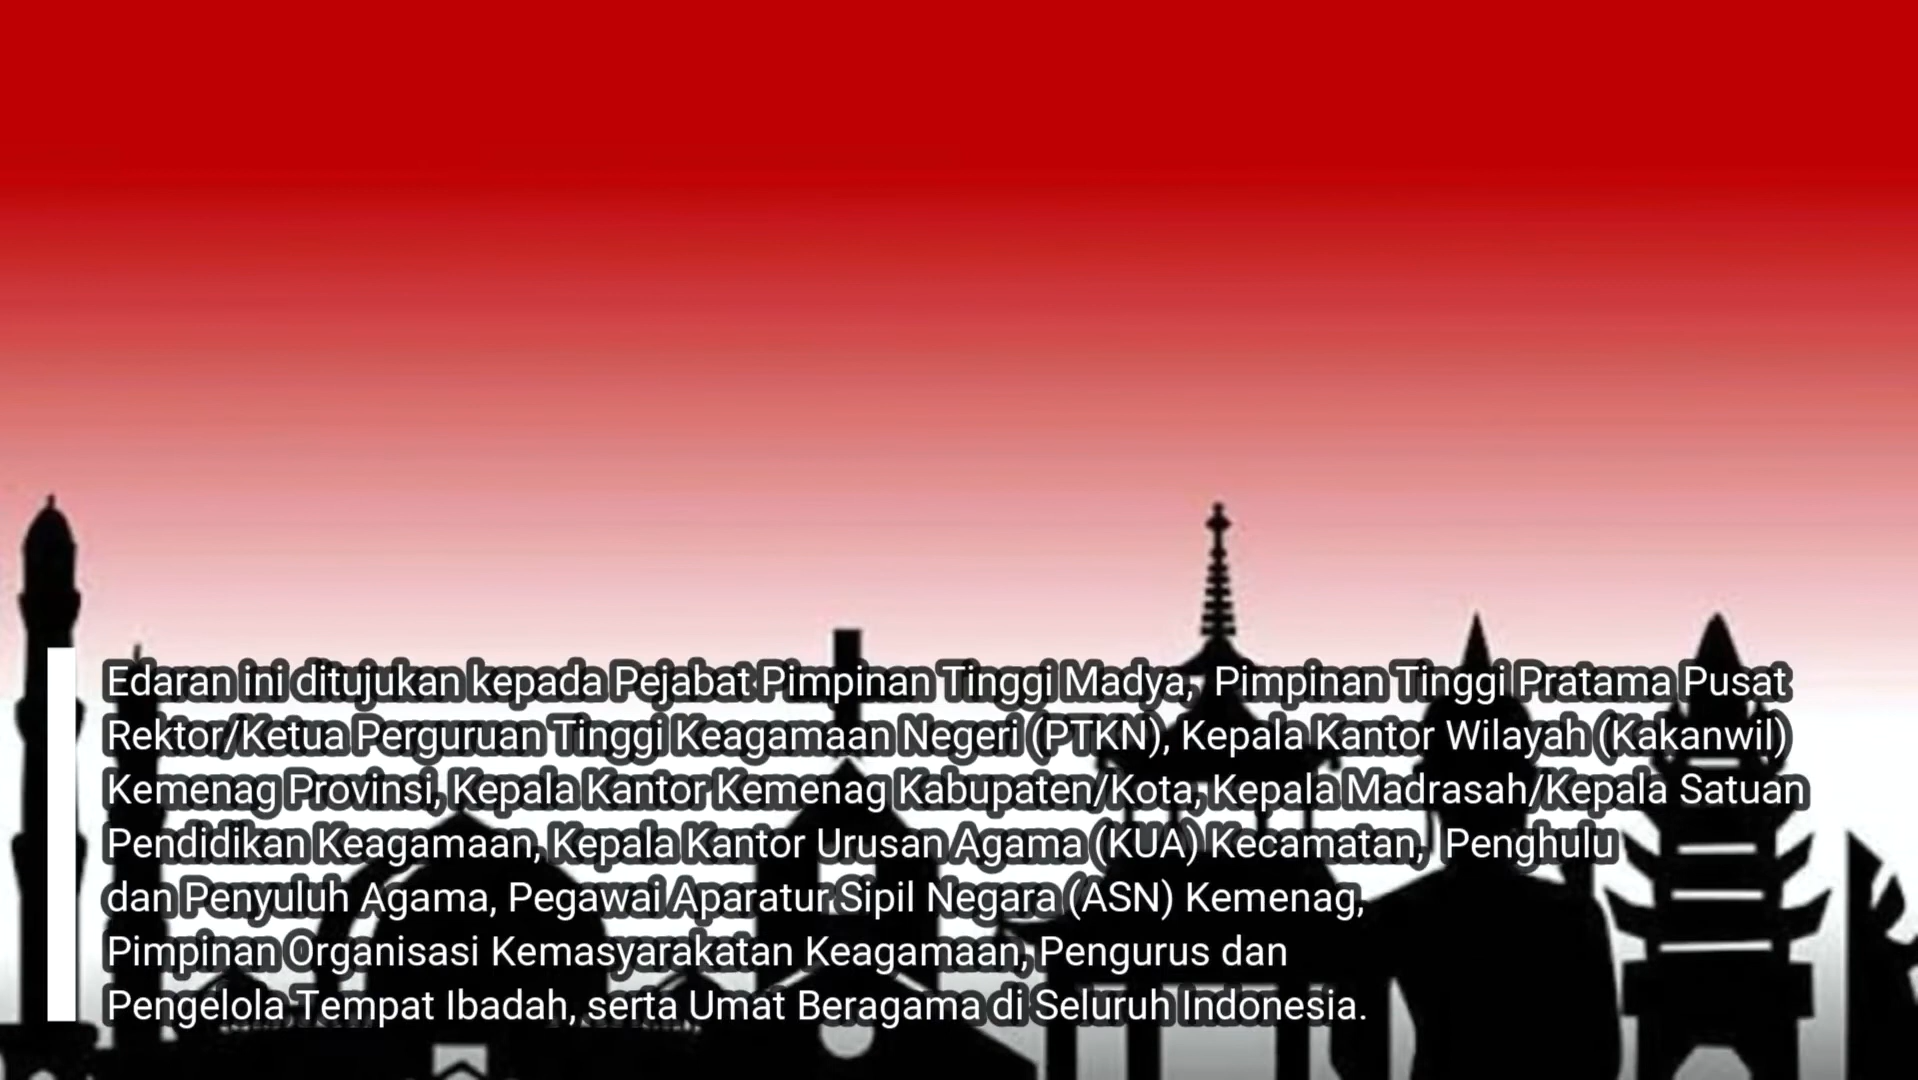 Edaran ini ditujukan kepada Pejabat Pimpinan Tinggi Madya, Pimpinan Tinggi Pratama Pusat
Rektor/Ketua Perguruan Tinggi Keagamaan Negeri (PTKN), Kepala Kantor Wilayah (Kakanwil)
Kemenag Provinsi, Kepala Kantor Kemenag Kabupaten/Kota, Kepala Madrasah/Kepala Satuan
Pendidikan Keagamaan, Kepala Kantor Urusan Agama (KUA) Kecamatan, Penghulu
dan Penyuluh Agama, Pegawai Aparatur Sipil Negara (ASN) Kemenag,
Pimpinan Organisasi Kemasyarakatan Keagamaan, Pengurus dan
Pengelola Tempat Ibadah, serta Umat Beragama di Seluruh Indonesia.